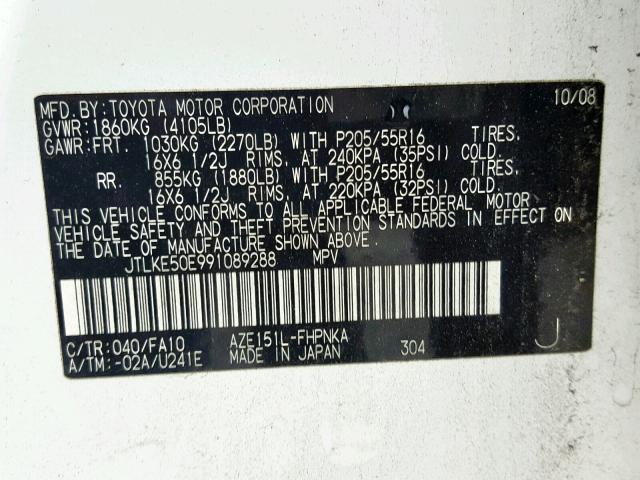 MFD.BY:TOYOTA MOTOR CORPORATION 10/08
GVWR:1860KG (4105LB)
GAWR:FRT. 1030KG (2270LB) WITH P205/55R16 TIRES,
16X6 1/2J RIMS, AT 240KPA (35PSI) COLD.
RR. 855KG (1880LB) WITH P205/55R16 TIRES,
16X6 1/2J RIMS, AT 220KPA (32PSI) COLD.
THIS VEHICLE CONFORMS TO ALL APPLICABLE FEDERAL MOTOR
VEHICLE SAFETY AND THEFT PREVENTION STANDARDS IN EFFECT ON
THE DATE OF MANUFACTURE SHOWN ABOVE.
JTLKE50E991089288 MPV
C/TR:040/FA10 AZE151L-FHPNKA 304 J
A/TM:-02A/U241E MADE IN JAPAN